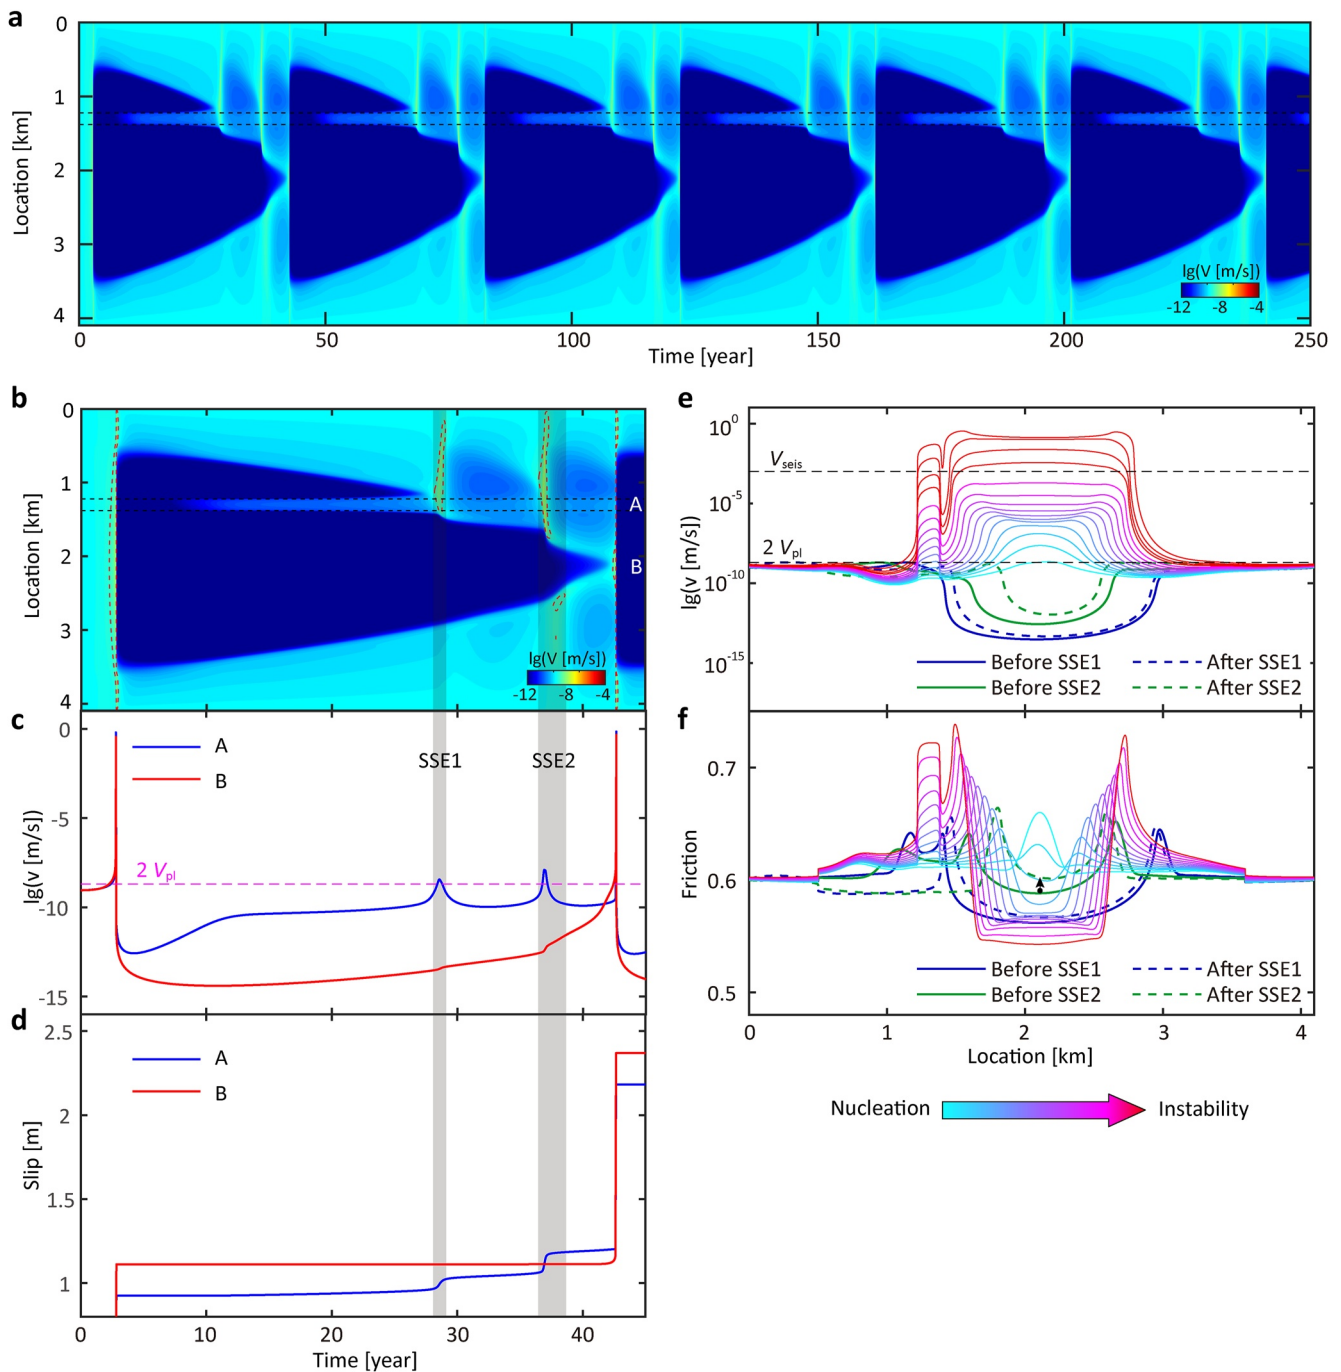 a
0
1
2
3
4
Location [km]
lg(V [m/s])
-12 -8 -4
0 50 100 150 200 250
Time [year]
b
0
1
2
3
4
Location [km]
A
B
lg(V [m/s])
-12 -8 -4
c
0
-5
-10
-15
lg(v [m/s])
A
B
SSE1 SSE2
2 Vpl
d
2.5
2
1.5
1
Slip [m]
A
B
0 10 20 30 40
Time [year]
e
10^0
10^-5
10^-10
10^-15
lg(v [m/s])
Vseis
2 Vpl
Before SSE1 After SSE1
Before SSE2 After SSE2
f
0.7
0.6
0.5
Friction
Before SSE1 After SSE1
Before SSE2 After SSE2
0 1 2 3 4
Location [km]
Nucleation Instability